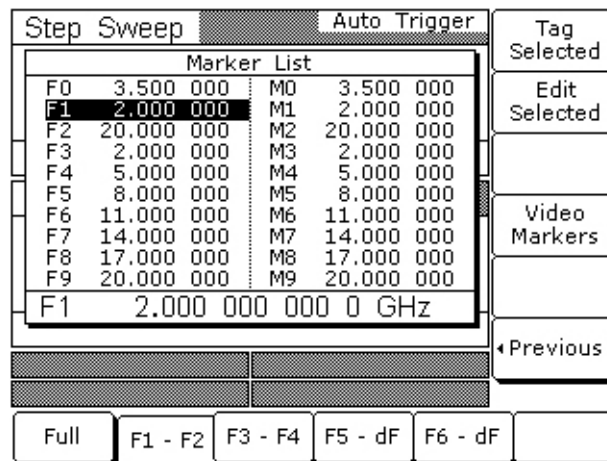 Step Sweep
Auto Trigger
Marker List
F0 3.500 000 M0 3.500 000
F1 2.000 000 M1 2.000 000
F2 20.000 000 M2 20.000 000
F3 2.000 000 M3 2.000 000
F4 5.000 000 M4 5.000 000
F5 8.000 000 M5 8.000 000
F6 11.000 000 M6 11.000 000
F7 14.000 000 M7 14.000 000
F8 17.000 000 M8 17.000 000
F9 20.000 000 M9 20.000 000
F1 2.000 000 000 0 GHz
Tag
Selected
Edit
Selected
Video
Markers
Previous
Full F1 - F2 F3 - F4 F5 - dF F6 - dF